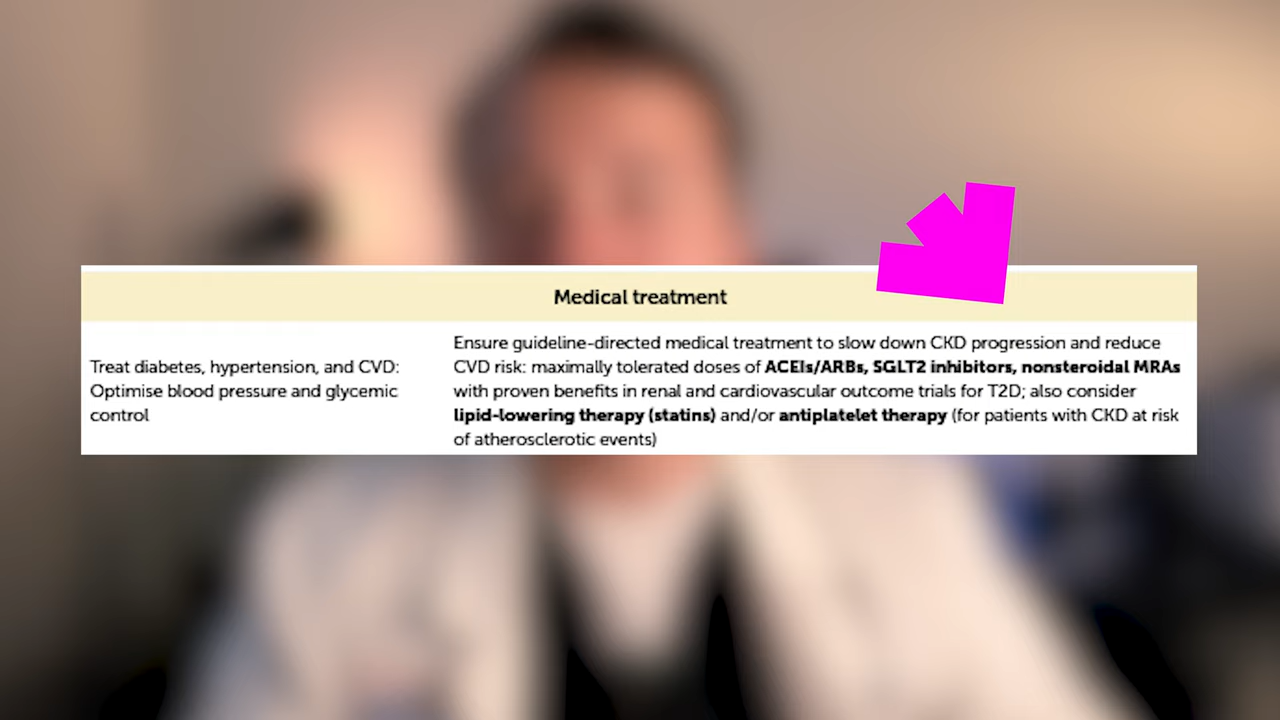 Medical treatment
Treat diabetes, hypertension, and CVD:
Optimise blood pressure and glycemic
control
Ensure guideline-directed medical treatment to slow down CKD progression and reduce
CVD risk: maximally tolerated doses of ACEIs/ARBs, SGLT2 inhibitors, nonsteroidal MRAs
with proven benefits in renal and cardiovascular outcome trials for T2D; also consider
lipid-lowering therapy (statins) and/or antiplatelet therapy (for patients with CKD at risk
of atherosclerotic events)